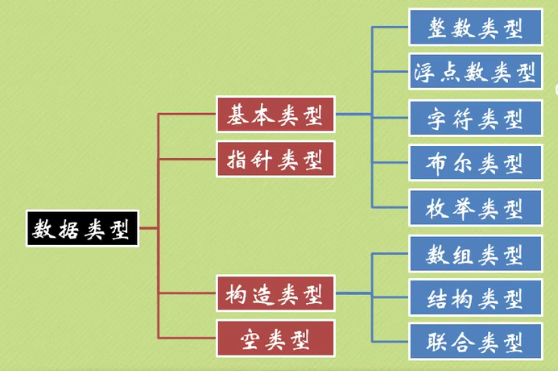 数据类型
基本类型
指针类型
构造类型
空类型
整数类型
浮点数类型
字符类型
布尔类型
枚举类型
数组类型
结构类型
联合类型